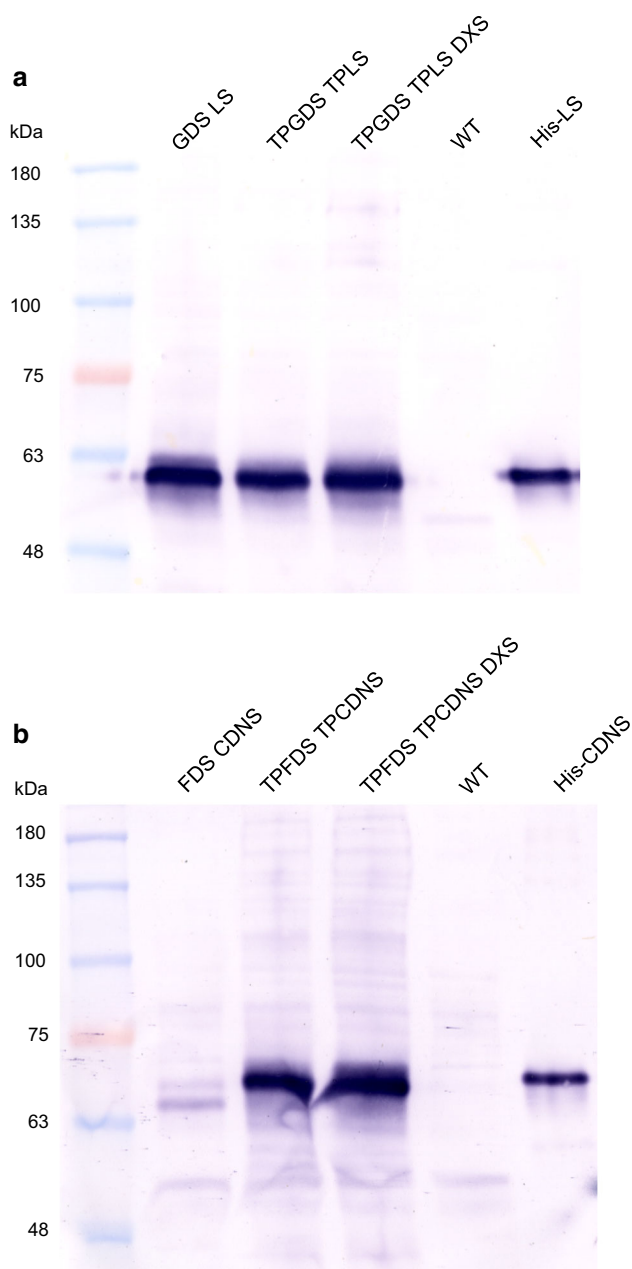 a
kDa
GDS LS
TPGDS TPLS
TPGDS TPLS DXS
WT
His-LS
180
135
100
75
63
48
b
kDa
FDS CDNS
TPFDS TPCDNS
TPFDS TPCDNS DXS
WT
His-CDNS
180
135
100
75
63
48